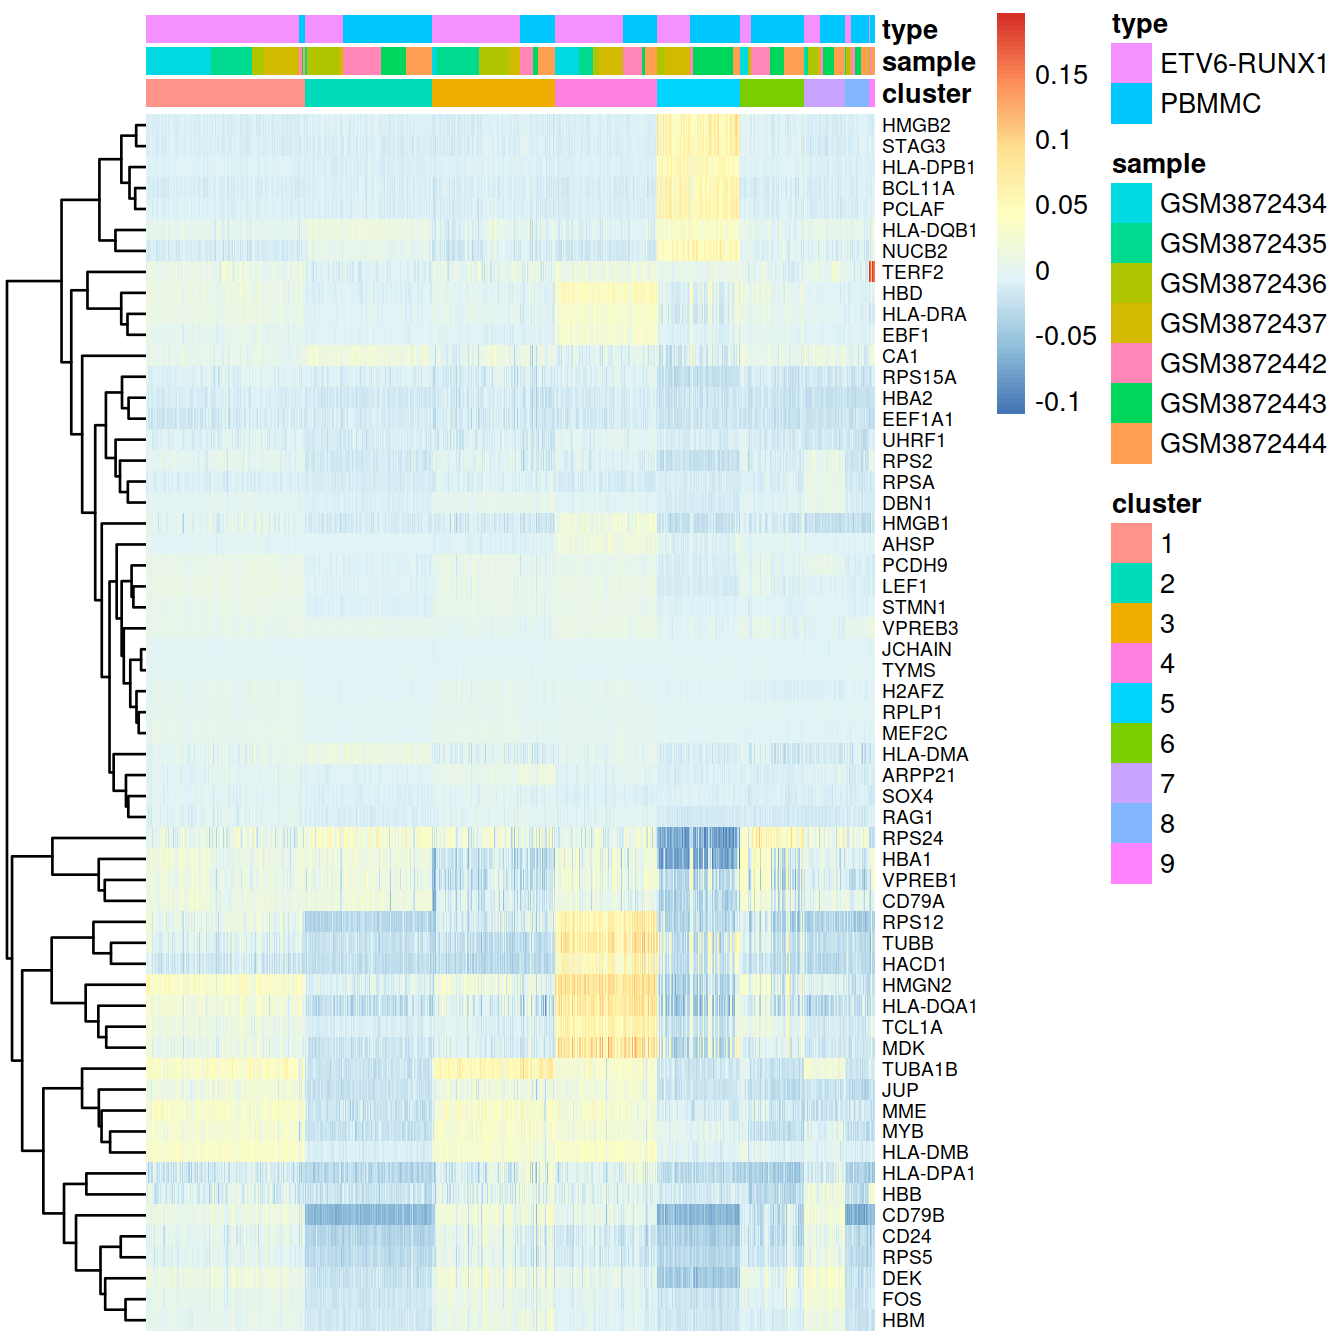 type
sample
cluster
HMGB2
STAG3
HLA-DPB1
BCL11A
PCLAF
HLA-DQB1
NUCB2
TERF2
HBD
HLA-DRA
EBF1
CA1
RPS15A
HBA2
EEF1A1
UHRF1
RPS2
RPSA
DBN1
HMGB1
AHSP
PCDH9
LEF1
STMN1
VPREB3
JCHAIN
TYMS
H2AFZ
RPLP1
MEF2C
HLA-DMA
ARPP21
SOX4
RAG1
RPS24
HBA1
VPREB1
CD79A
RPS12
TUBB
HACD1
HMGN2
HLA-DQA1
TCL1A
MDK
TUBA1B
JUP
MME
MYB
HLA-DMB
HLA-DPA1
HBB
CD79B
CD24
RPS5
DEK
FOS
HBM
0.15
0.1
0.05
0
-0.05
-0.1
type
ETV6-RUNX1
PBMMC
sample
GSM3872434
GSM3872435
GSM3872436
GSM3872437
GSM3872442
GSM3872443
GSM3872444
cluster
1
2
3
4
5
6
7
8
9